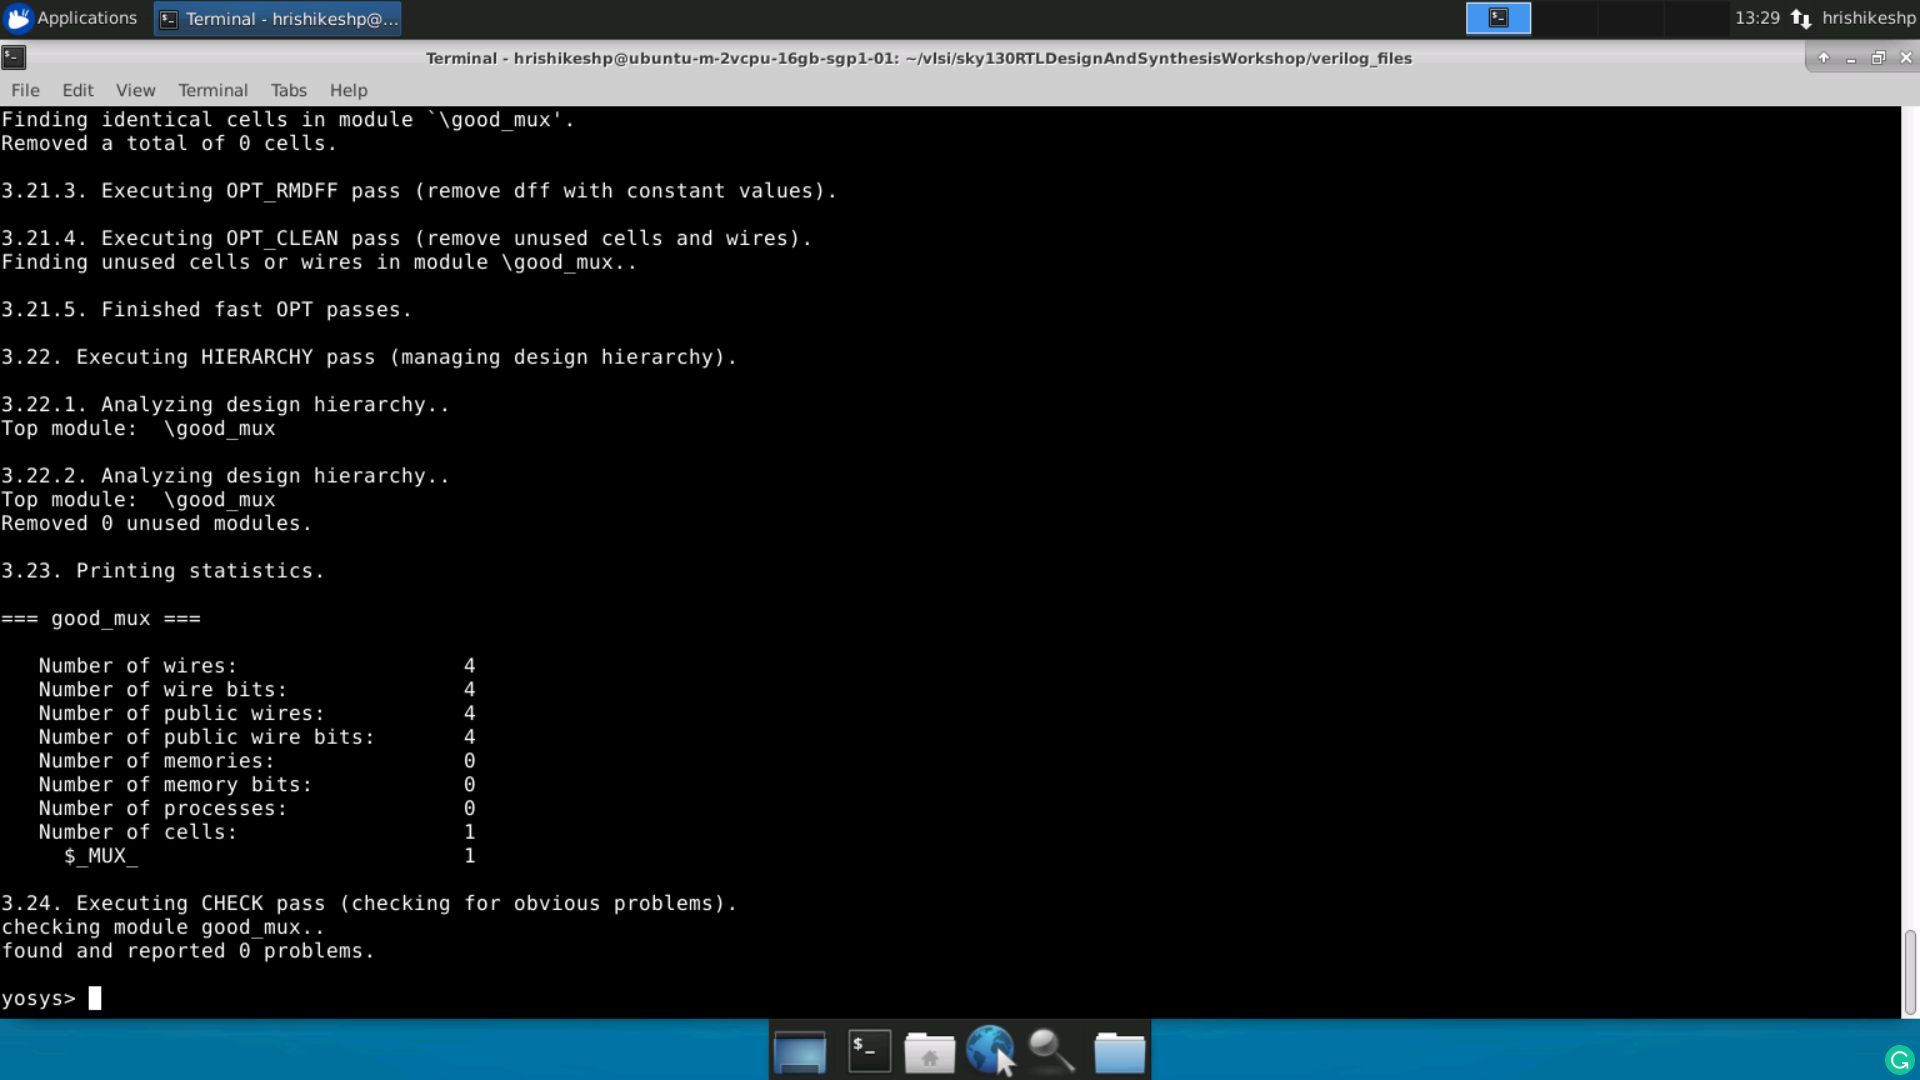 Applications
Terminal - hrishikeshp@...
13:29
hrishikeshp
Terminal - hrishikeshp@ubuntu-m-2vcpu-16gb-sgp1-01: ~/vlsi/sky130RTLDesignAndSynthesisWorkshop/verilog_files
File Edit View Terminal Tabs Help
Finding identical cells in module `\good_mux'.
Removed a total of 0 cells.
3.21.3. Executing OPT_RMDFF pass (remove dff with constant values).
3.21.4. Executing OPT_CLEAN pass (remove unused cells and wires).
Finding unused cells or wires in module \good_mux..
3.21.5. Finished fast OPT passes.
3.22. Executing HIERARCHY pass (managing design hierarchy).
3.22.1. Analyzing design hierarchy..
Top module:  \good_mux
3.22.2. Analyzing design hierarchy..
Top module:  \good_mux
Removed 0 unused modules.
3.23. Printing statistics.
=== good_mux ===
Number of wires: 4
Number of wire bits: 4
Number of public wires: 4
Number of public wire bits: 4
Number of memories: 0
Number of memory bits: 0
Number of processes: 0
Number of cells: 1
$_MUX_ 1
3.24. Executing CHECK pass (checking for obvious problems).
checking module good_mux..
found and reported 0 problems.
yosys>
$_